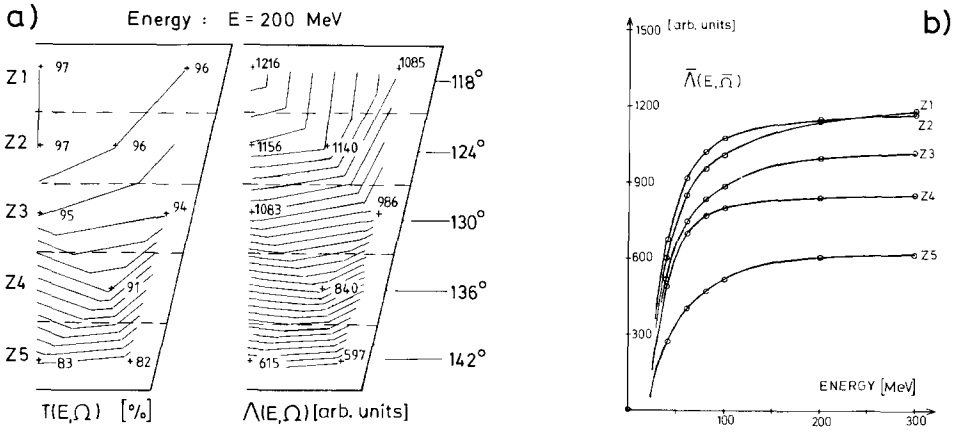 a)
Energy : E = 200 MeV
Z1
Z2
Z3
Z4
Z5
97
96
97
96
95
94
91
83
82
T(E,Ω) [%]
1216
1085
1156
1140
1083
986
840
615
597
Λ(E,Ω) [arb. units]
118°
124°
130°
136°
142°
b)
1500 [arb. units]
Λ̄(E,Ω̄)
1200
900
600
300
Z1
Z2
Z3
Z4
Z5
ENERGY [MeV]
100
200
300